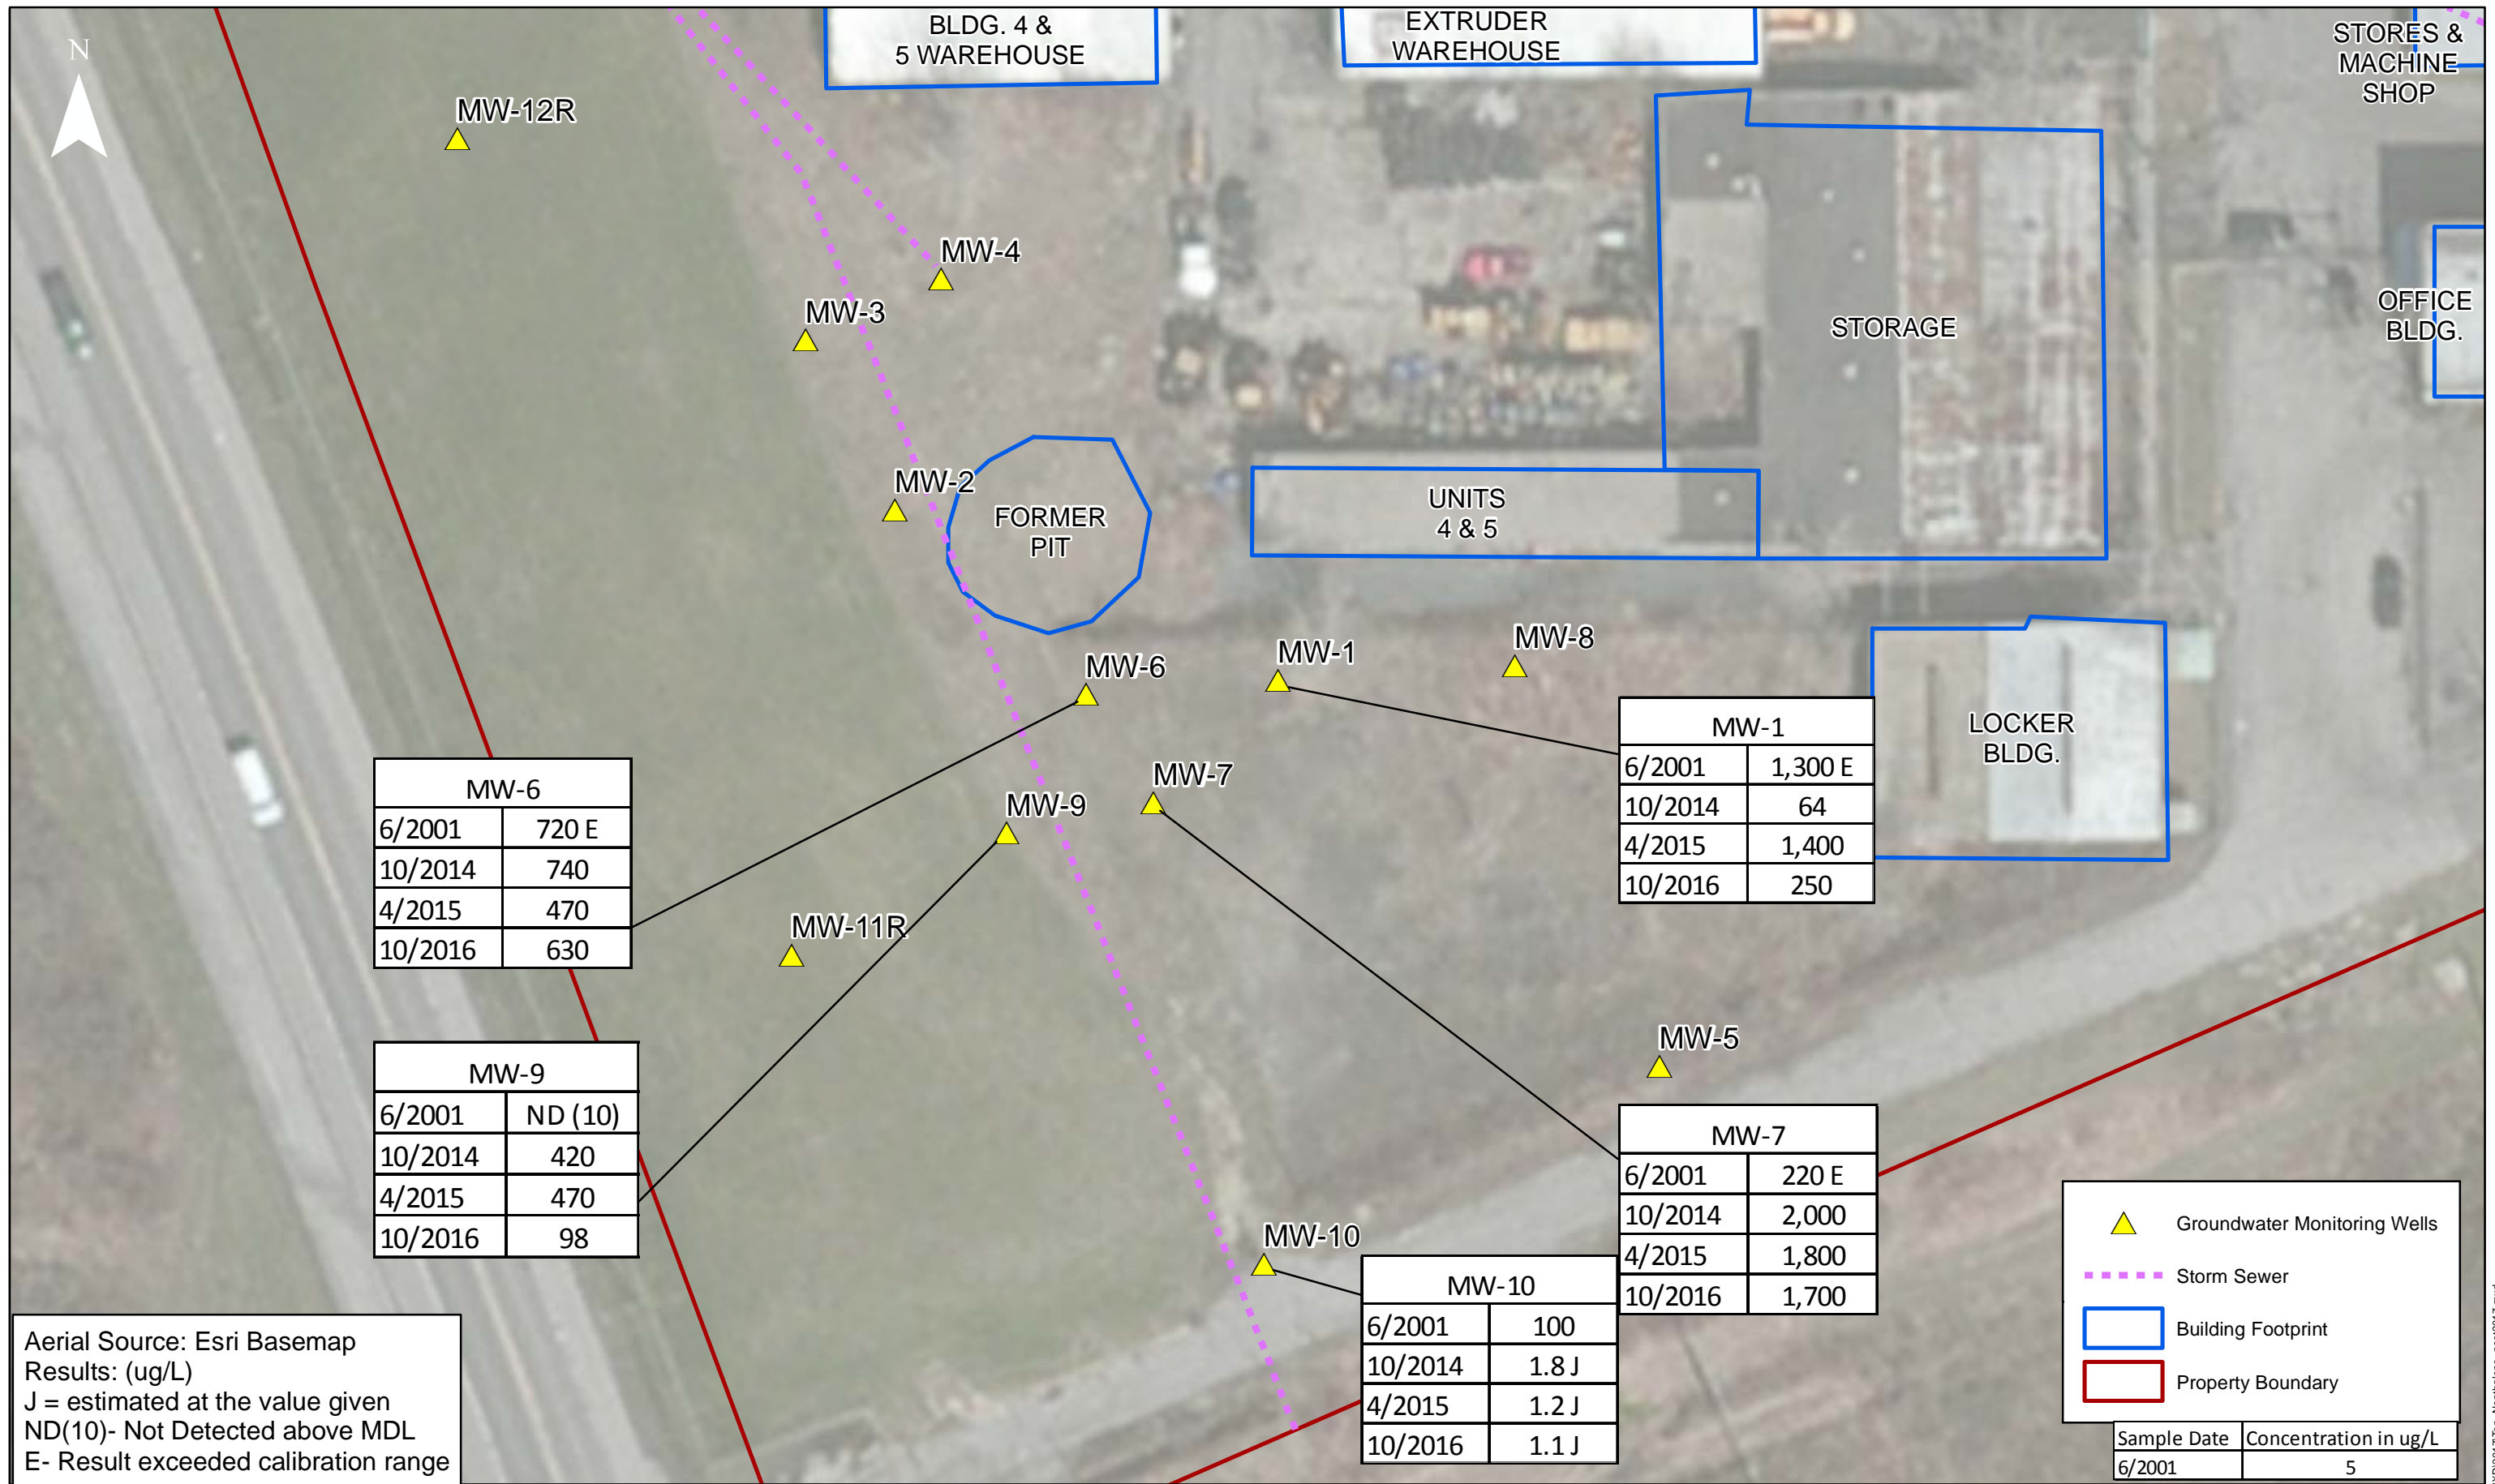 N
BLDG. 4 &
5 WAREHOUSE
EXTRUDER
WAREHOUSE
STORES &
MACHINE
SHOP
MW-12R
MW-4
MW-3
STORAGE
OFFICE
BLDG.
MW-2
FORMER
PIT
UNITS
4 & 5
MW-6
MW-1
MW-8
LOCKER
BLDG.
MW-7
MW-9
MW-11R
MW-5
MW-10
MW-1
6/2001 1,300 E
10/2014 64
4/2015 1,400
10/2016 250
MW-6
6/2001 720 E
10/2014 740
4/2015 470
10/2016 630
MW-9
6/2001 ND (10)
10/2014 420
4/2015 470
10/2016 98
MW-7
6/2001 220 E
10/2014 2,000
4/2015 1,800
10/2016 1,700
MW-10
6/2001 100
10/2014 1.8 J
4/2015 1.2 J
10/2016 1.1 J
Groundwater Monitoring Wells
Storm Sewer
Building Footprint
Property Boundary
Sample Date Concentration in ug/L
6/2001 5
Aerial Source: Esri Basemap
Results: (ug/L)
J = estimated at the value given
ND(10)- Not Detected above MDL
E- Result exceeded calibration range